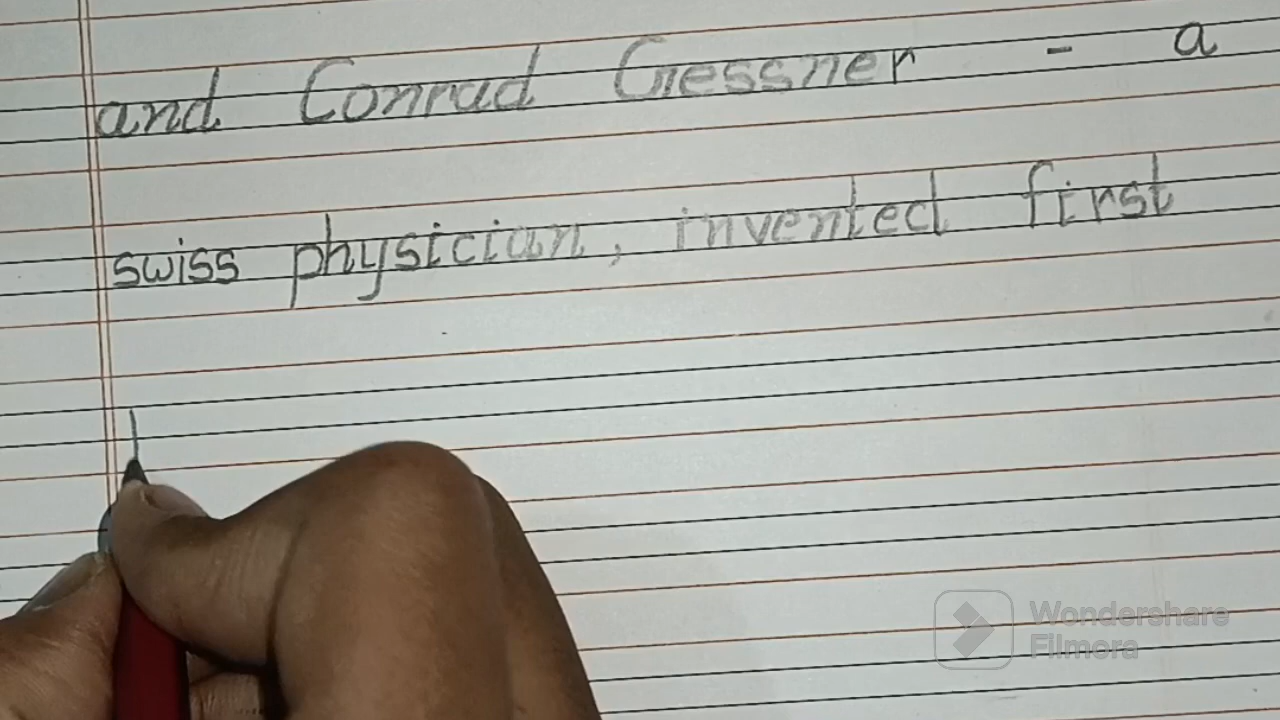 and Conrad Gessner - a
swiss physician, invented first
Wondershare
Filmora